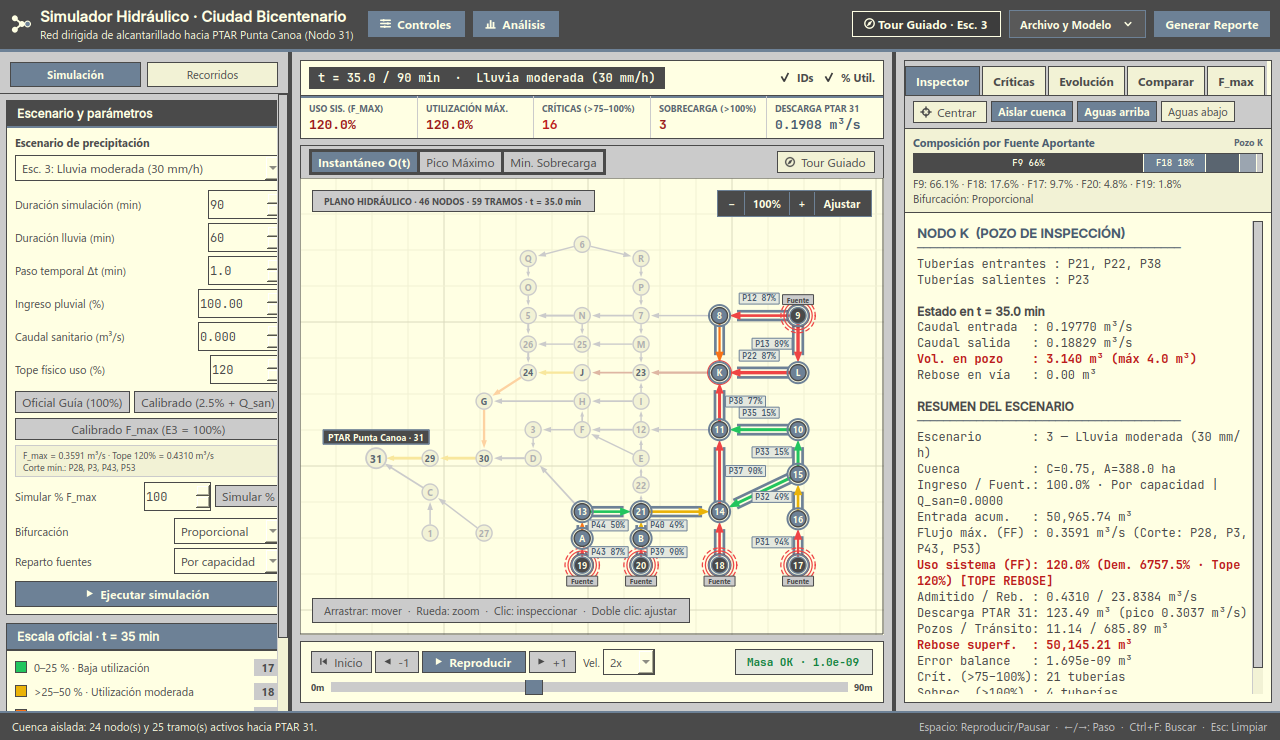 Simulador Hidráulico · Ciudad Bicentenario
Red dirigida de alcantarillado hacia PTAR Punta Canoa (Nodo 31)
Controles
Análisis
Tour Guiado · Esc. 3
Archivo y Modelo
Generar Reporte
Simulación
Recorridos
Escenario y parámetros
Escenario de precipitación
Esc. 3: Lluvia moderada (30 mm/h)
Duración simulación (min) 90
Duración lluvia (min) 60
Paso temporal Δt (min) 1.0
Ingreso pluvial (%) 100.00
Caudal sanitario (m³/s) 0.000
Tope fisico uso (%) 120
Oficial Guia (100%)
Calibrado (2.5% + Q_san)
Calibrado F_max (E3 = 100%)
F_max = 0.3591 m³/s · Tope 120% = 0.4310 m³/s
Corte mín.: P28, P3, P43, P53
Simular % F_max 100 Simular %
Bifurcación Proporcional
Reparto fuentes Por capacidad
Ejecutar simulación
Escala oficial · t = 35 min
0–25 % · Baja utilización 17
>25–50 % · Utilización moderada 18
t = 35.0 / 90 min · Lluvia moderada (30 mm/h)
✓ IDs ✓ % Util.
USO SIS. (F_MAX)
120.0%
UTILIZACIÓN MÁX.
120.0%
CRÍTICAS (>75–100%)
16
SOBRECARGA (>100%)
3
DESCARGA PTAR 31
0.1908 m³/s
Instantáneo O(t)
Pico Máximo
Min. Sobrecarga
Tour Guiado
PLANO HIDRÁULICO · 46 NODOS · 59 TRAMOS · t = 35.0 min
− 100% + Ajustar
6
Q R
O P
P12 87% Fuente
5 N 7 8 9
P13 89%
26 25 M
P22 87%
24 J 23 K L
P38 77%
G H I
P35 15%
PTAR Punta Canoa · 31
3 F 12 11 10
P33 15%
31 29 30 D E
P37 90%
15
22
C
P32 49%
13 21 14
16
P44 50% P40 49%
1 27 A B
P31 94%
P43 87% P39 90%
19 20 18 17
Fuente Fuente Fuente Fuente
Arrastrar: mover · Rueda: zoom · Clic: inspeccionar · Doble clic: ajustar
Inicio
-1
Reproducir
+1
Vel. 2x
Masa OK · 1.0e-09
0m 90m
Inspector
Críticas
Evolución
Comparar
F_max
Centrar
Aislar cuenca
Aguas arriba
Aguas abajo
Composición por Fuente Aportante Pozo K
F9 66% F18 18%
F9: 66.1% · F18: 17.6% · F17: 9.7% · F20: 4.8% · F19: 1.8%
Bifurcación: Proporcional
NODO K (POZO DE INSPECCIÓN)
Tuberías entrantes : P21, P22, P38
Tuberías salientes : P23
Estado en t = 35.0 min
Caudal entrada : 0.19770 m³/s
Caudal salida : 0.18829 m³/s
Vol. en pozo : 3.140 m³ (máx 4.0 m³)
Rebose en vía : 0.00 m³
RESUMEN DEL ESCENARIO
Escenario : 3 — Lluvia moderada (30 mm/
h)
Cuenca : C=0.75, A=388.0 ha
Ingreso / Fuent.: 100.0% · Por capacidad |
Q_san=0.0000
Entrada acum. : 50,965.74 m³
Flujo máx. (FF) : 0.3591 m³/s (Corte: P28, P3,
P43, P53)
Uso sistema (FF): 120.0% (Dem. 6757.5% · Tope
120%) [TOPE REBOSE]
Admitido / Reb. : 0.4310 / 23.8384 m³/s
Descarga PTAR 31: 123.49 m³ (pico 0.3037 m³/s)
Pozos / Tránsito: 11.14 / 685.89 m³
Rebose superf. : 50,145.21 m³
Error balance : 1.695e-09 m³
Crít. (>75–100%): 21 tuberías
Sobrec. (>100%) : 4 tuberías
Cuenca aislada: 24 nodo(s) y 25 tramo(s) activos hacia PTAR 31.
Espacio: Reproducir/Pausar · ←/→: Paso · Ctrl+F: Buscar · Esc: Limpiar